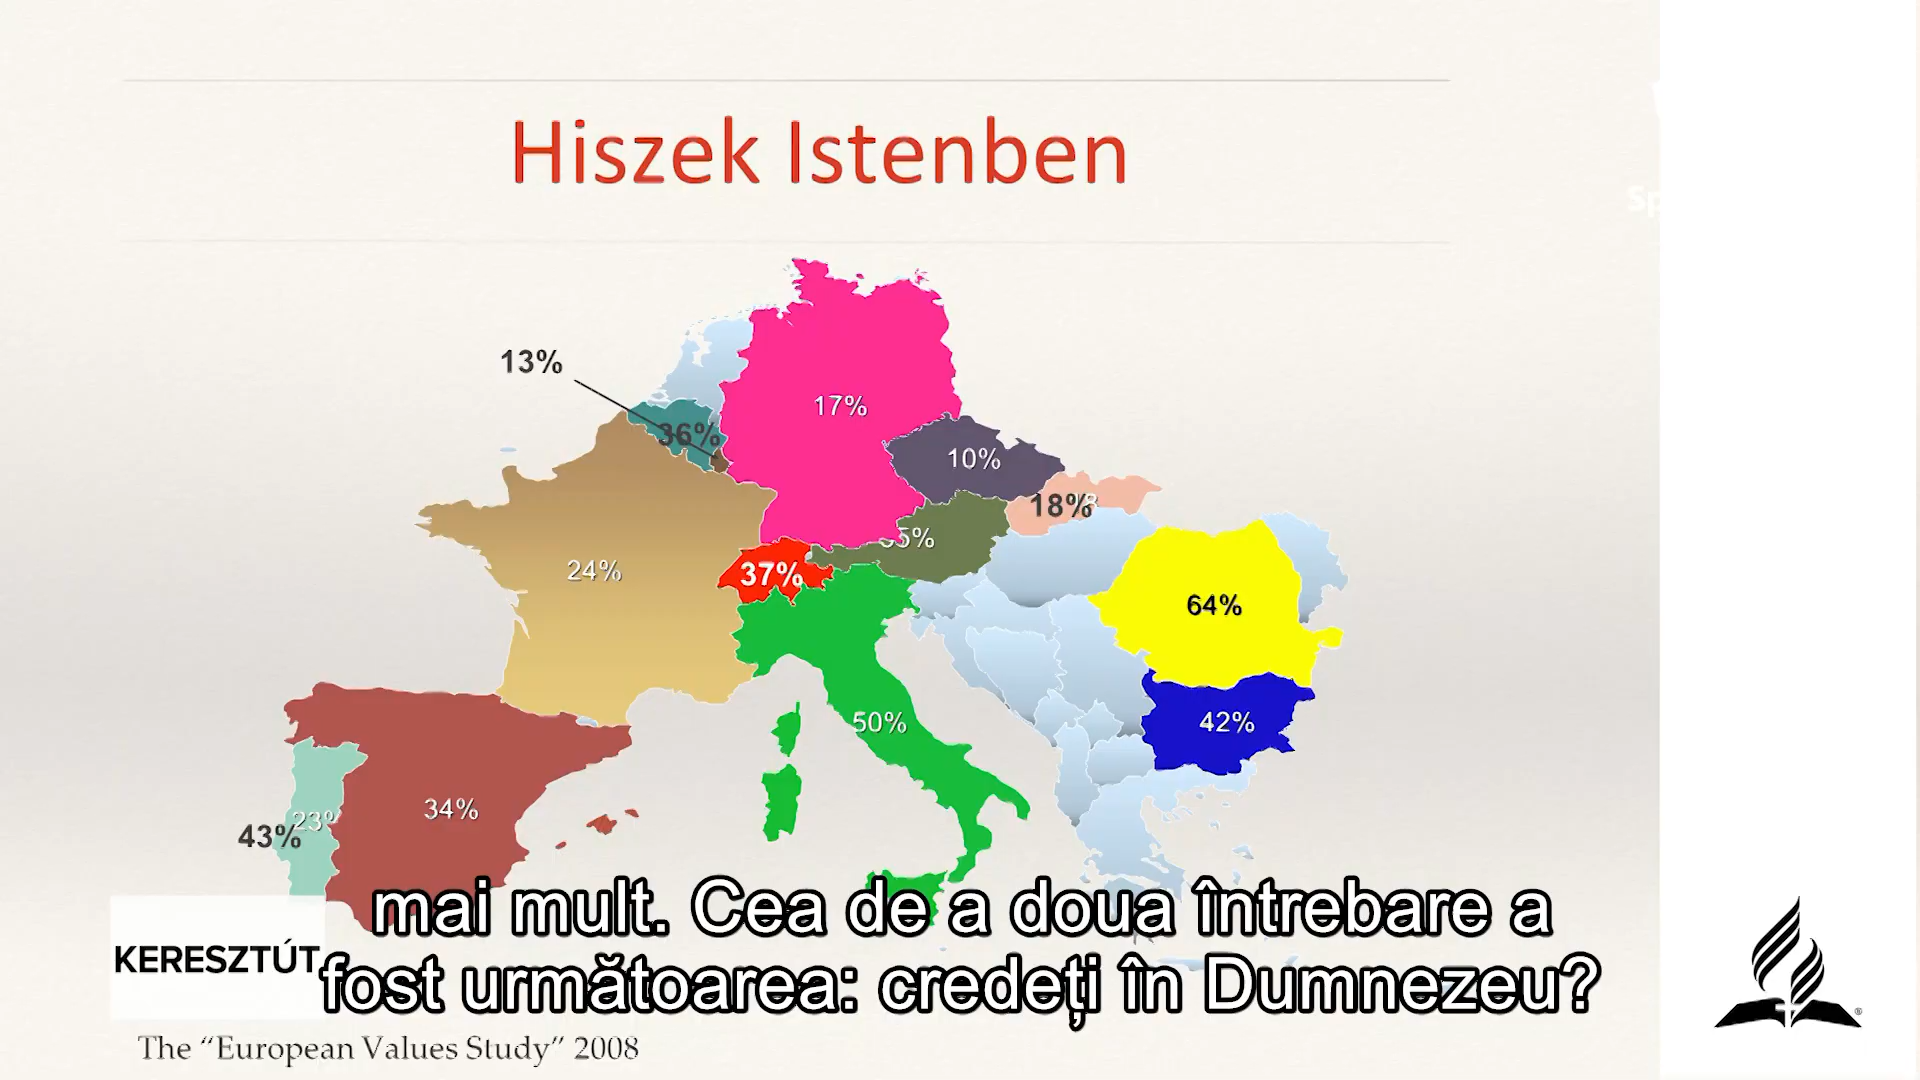 Hiszek Istenben
13%
17%
36%
10%
18%
24%
37%
64%
50%
42%
34%
43%
mai mult. Cea de a doua întrebare a
fost următoarea: credeți în Dumnezeu?
KERESZTÚT
The “European Values Study” 2008